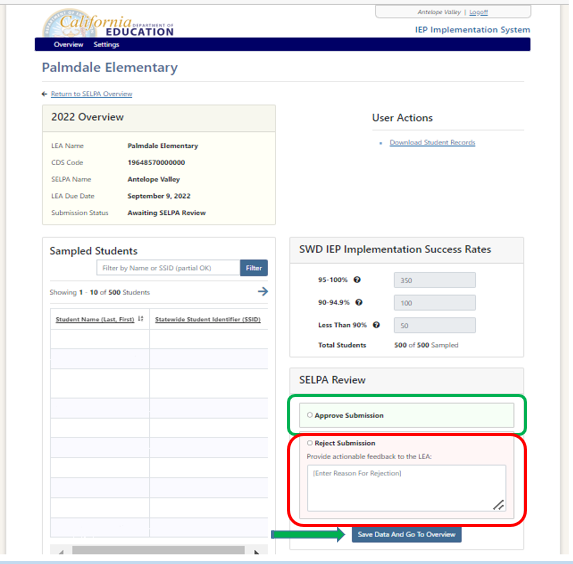 Antelope Valley | Logoff
California DEPARTMENT OF
EDUCATION
IEP Implementation System
Overview Settings
Palmdale Elementary
Return to SELPA Overview
2022 Overview
LEA Name Palmdale Elementary
CDS Code 19648570000000
SELPA Name Antelope Valley
LEA Due Date September 9, 2022
Submission Status Awaiting SELPA Review
User Actions
Download Student Records
Sampled Students
Filter by Name or SSID (partial OK) Filter
Showing 1 - 10 of 500 Students
Student Name (Last, First) Statewide Student Identifier (SSID)
SWD IEP Implementation Success Rates
95-100% ? 350
90-94.9% ? 100
Less Than 90% ? 50
Total Students 500 of 500 Sampled
SELPA Review
Approve Submission
Reject Submission
Provide actionable feedback to the LEA:
[Enter Reason For Rejection]
Save Data And Go To Overview